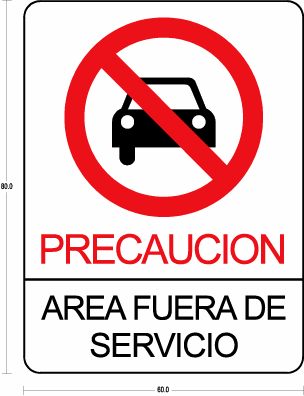 80.0
PRECAUCION
AREA FUERA DE
SERVICIO
60.0